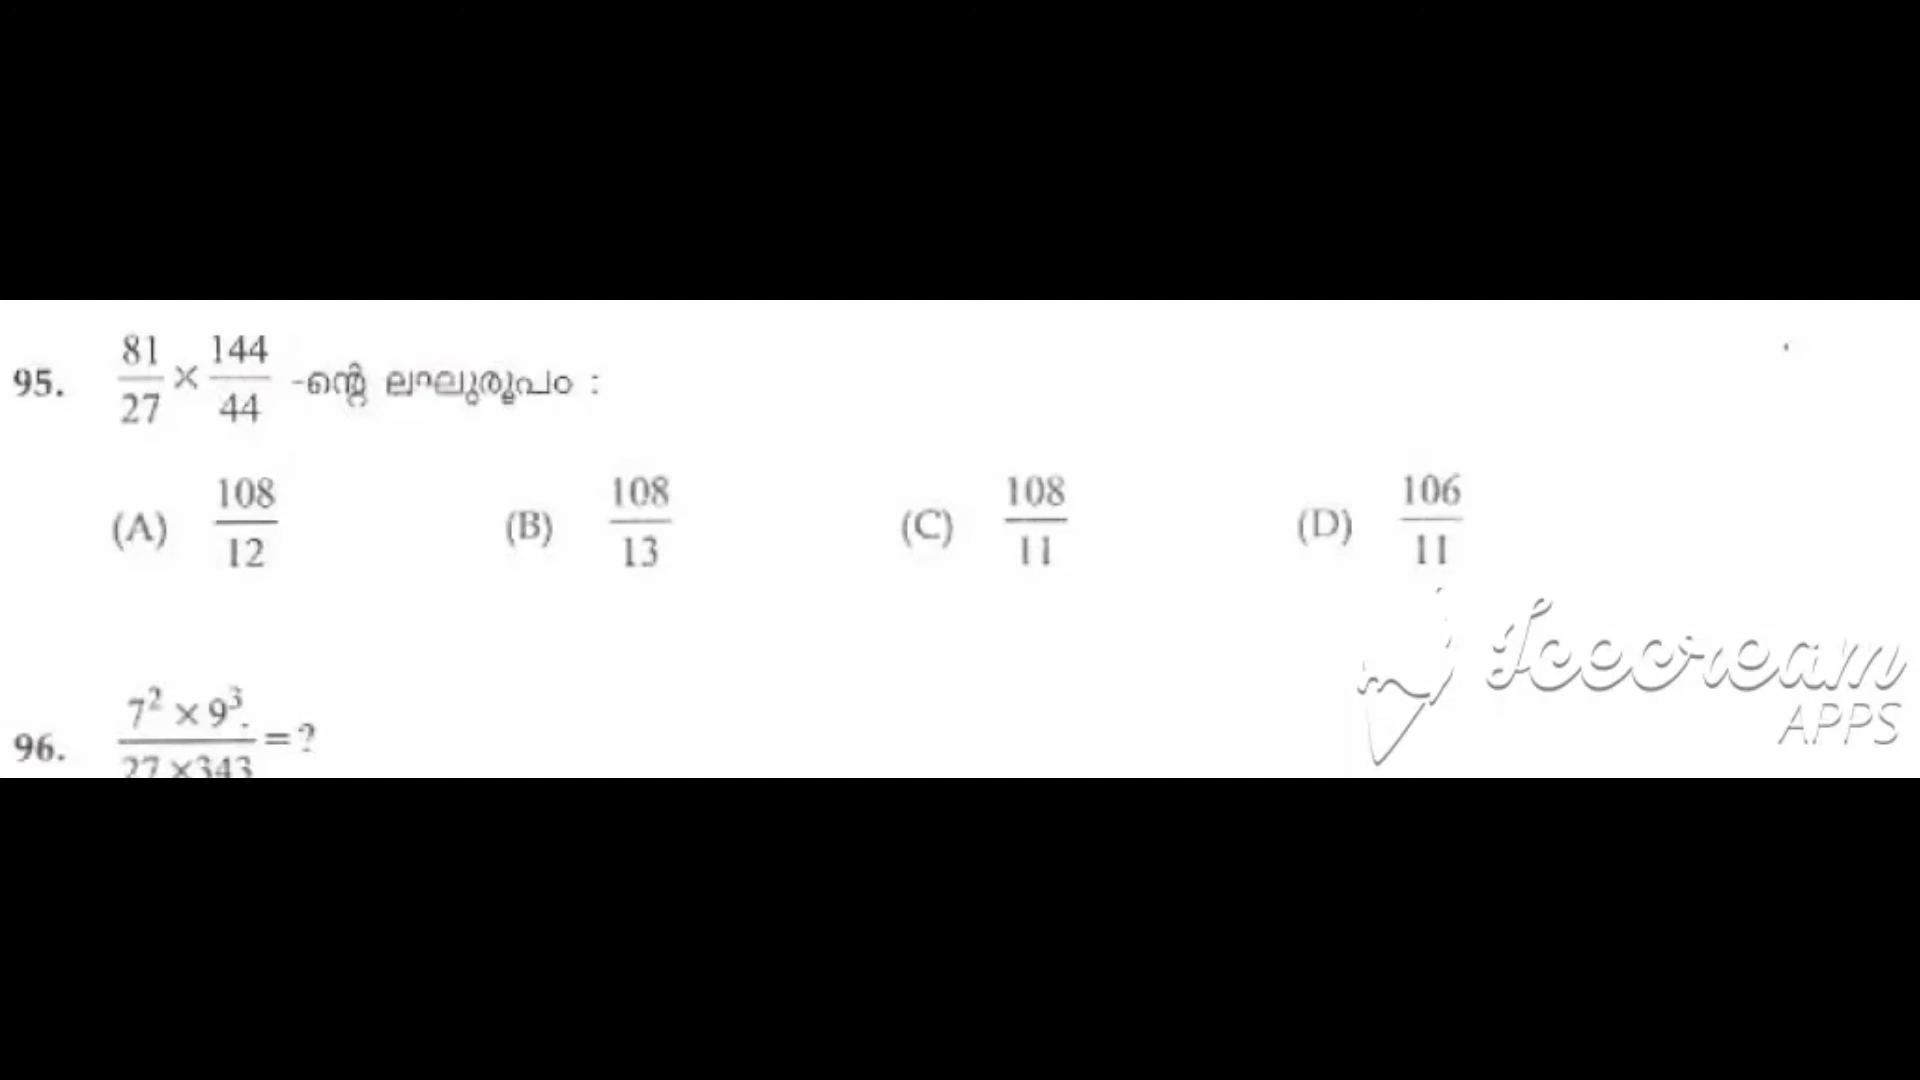 95. 81/27 × 144/44 -ന്റെ ലഘുരൂപം :
(A) 108/12 (B) 108/13 (C) 108/11 (D) 106/11
96. 7² × 9³/27 × 343 = ?
Icecream
APPS